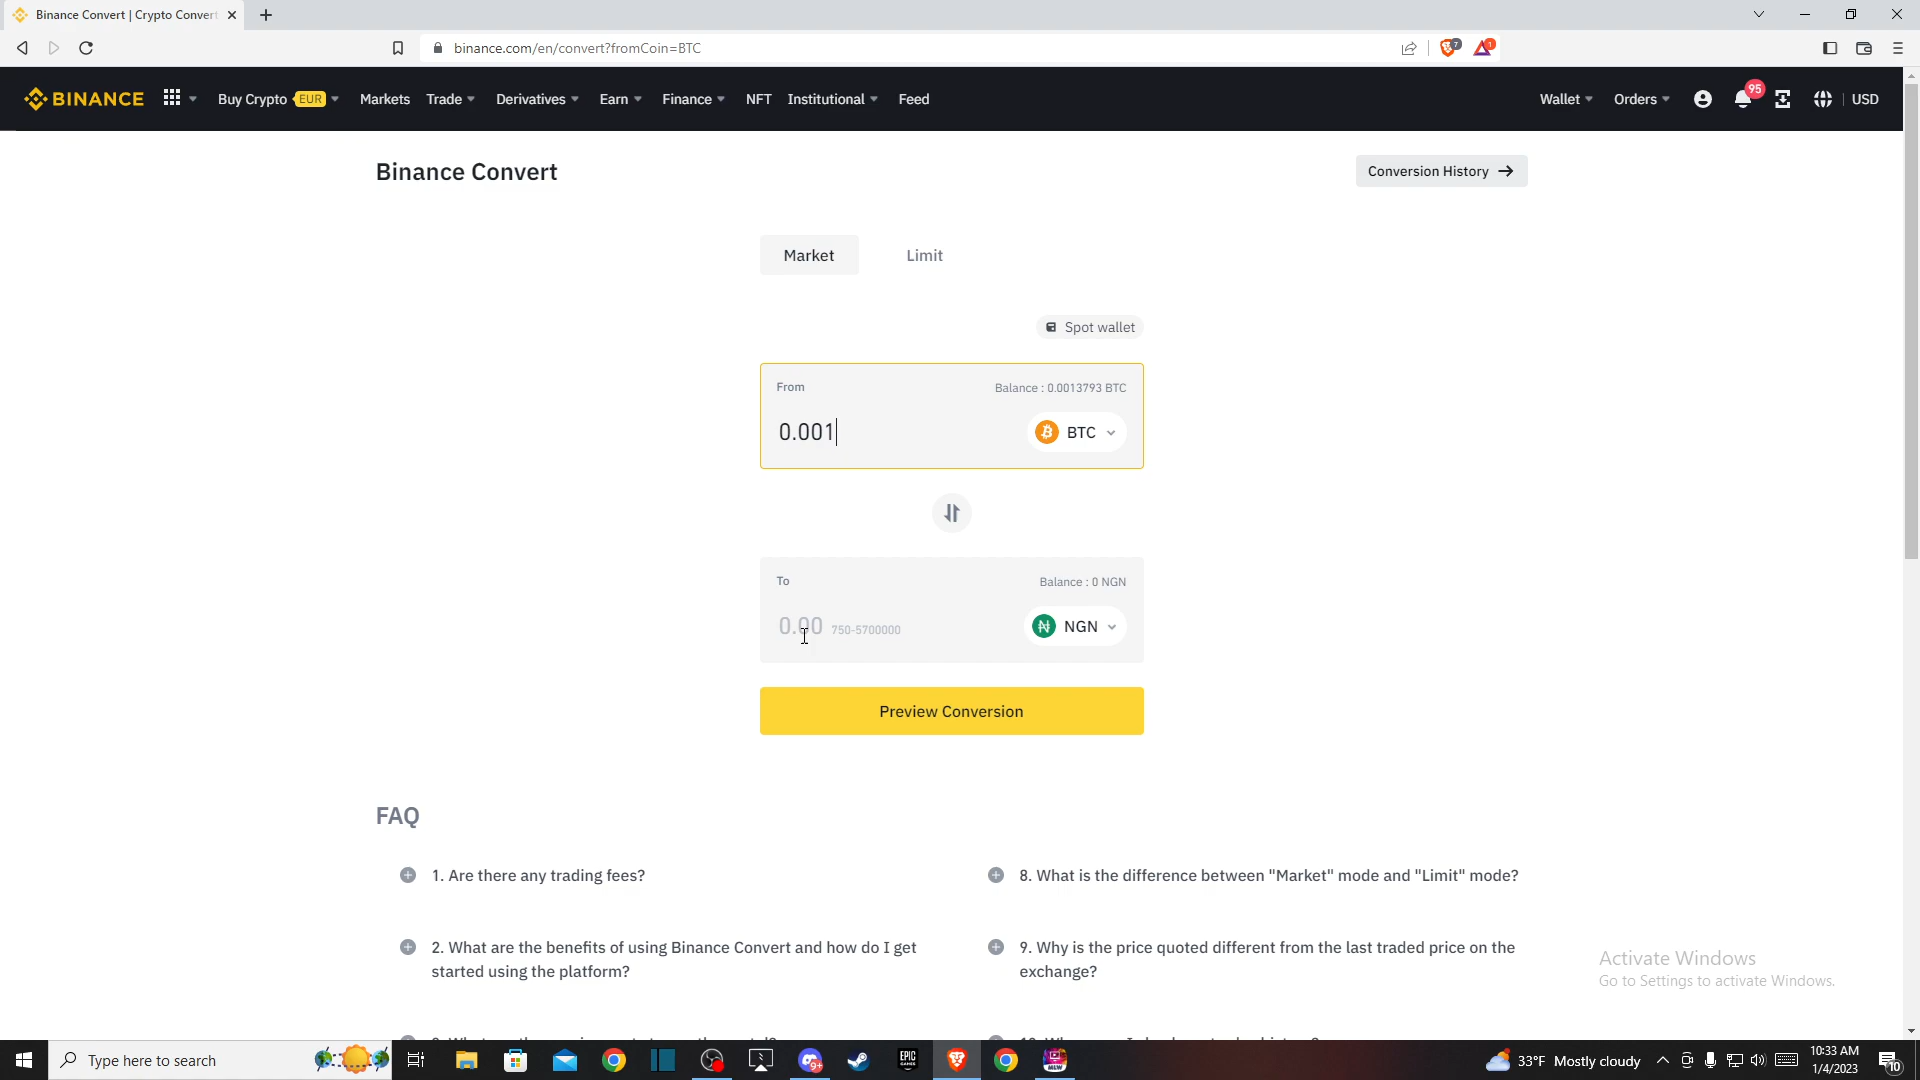 Binance Convert | Crypto Convert
binance.com/en/convert?fromCoin=BTC
7
1
BINANCE
Buy Crypto EUR
Markets
Trade
Derivatives
Earn
Finance
NFT
Institutional
Feed
Wallet
Orders
95
USD
Binance Convert
Conversion History
Market
Limit
Spot wallet
From
Balance : 0.0013793 BTC
0.001
BTC
To
Balance : 0 NGN
0.00 750-5700000
NGN
Preview Conversion
FAQ
1. Are there any trading fees?
8. What is the difference between "Market" mode and "Limit" mode?
2. What are the benefits of using Binance Convert and how do I get
started using the platform?
9. Why is the price quoted different from the last traded price on the
exchange?
Activate Windows
Go to Settings to activate Windows.
Type here to search
9+
EPIC
GAMES
33°F Mostly cloudy
10:33 AM
1/4/2023
10